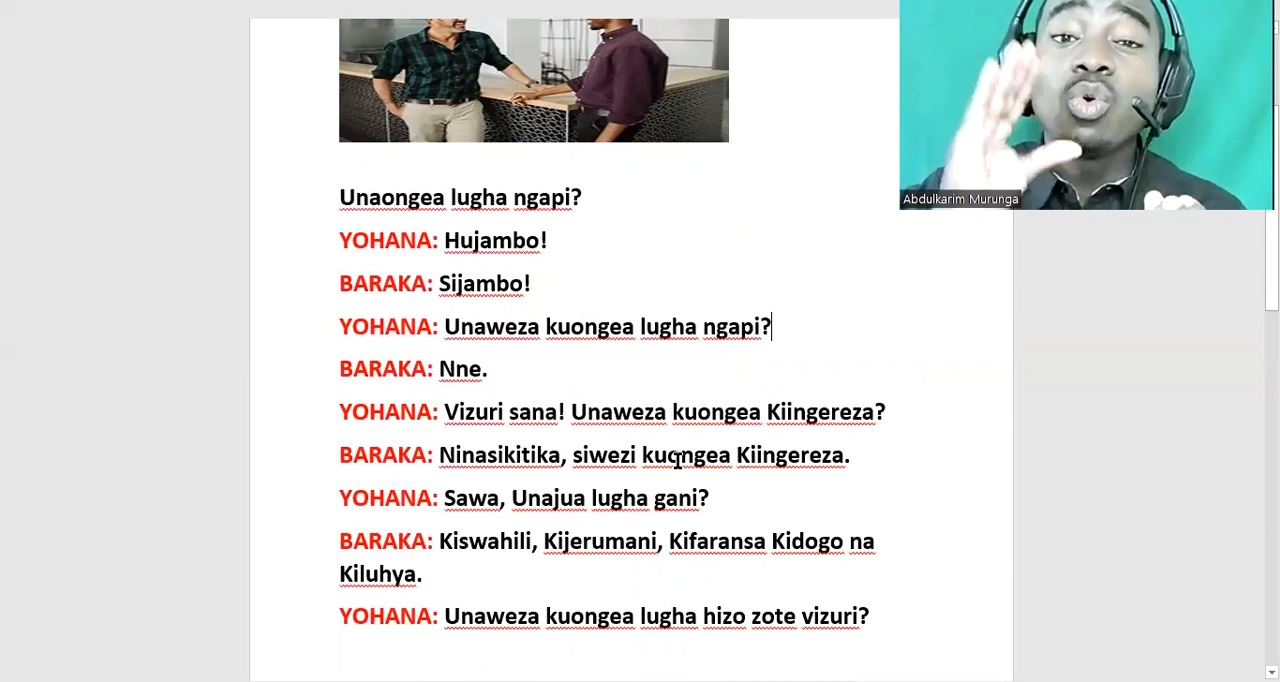 Abdulkarim Murunga
Unaongea lugha ngapi?
YOHANA: Hujambo!
BARAKA: Sijambo!
YOHANA: Unaweza kuongea lugha ngapi?
BARAKA: Nne.
YOHANA: Vizuri sana! Unaweza kuongea Kiingereza?
BARAKA: Ninasikitika, siwezi kuongea Kiingereza.
YOHANA: Sawa, Unajua lugha gani?
BARAKA: Kiswahili, Kijerumani, Kifaransa Kidogo na
Kiluhya.
YOHANA: Unaweza kuongea lugha hizo zote vizuri?